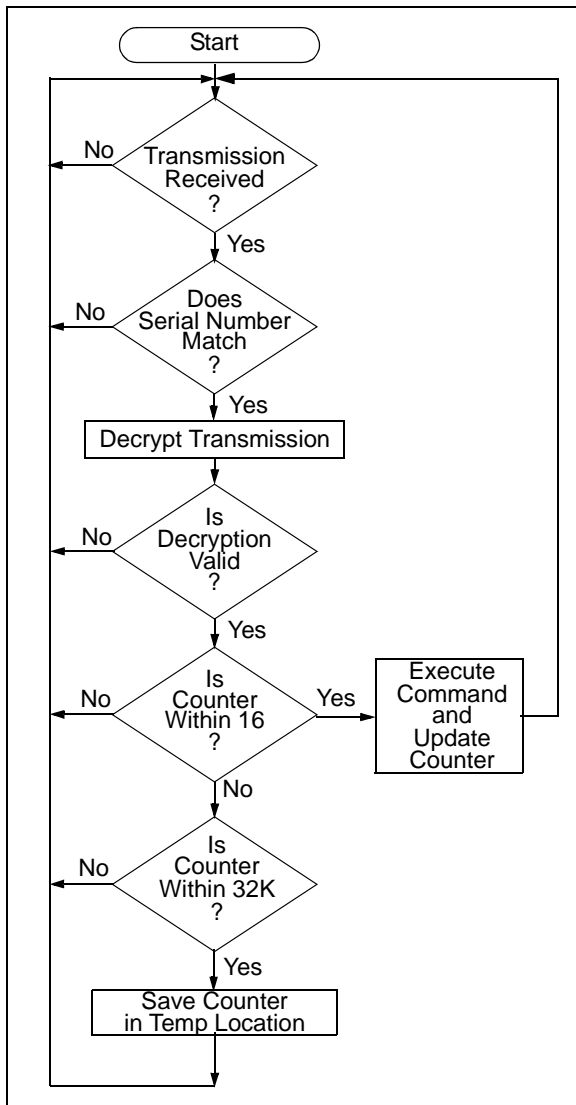 Start
No
Transmission
Received
?
Yes
No
Does
Serial Number
Match
?
Yes
Decrypt Transmission
No
Is
Decryption
Valid
?
Yes
No
Is
Counter
Within 16
?
Yes
Execute
Command
and
Update
Counter
No
No
Is
Counter
Within 32K
?
Yes
Save Counter
in Temp Location